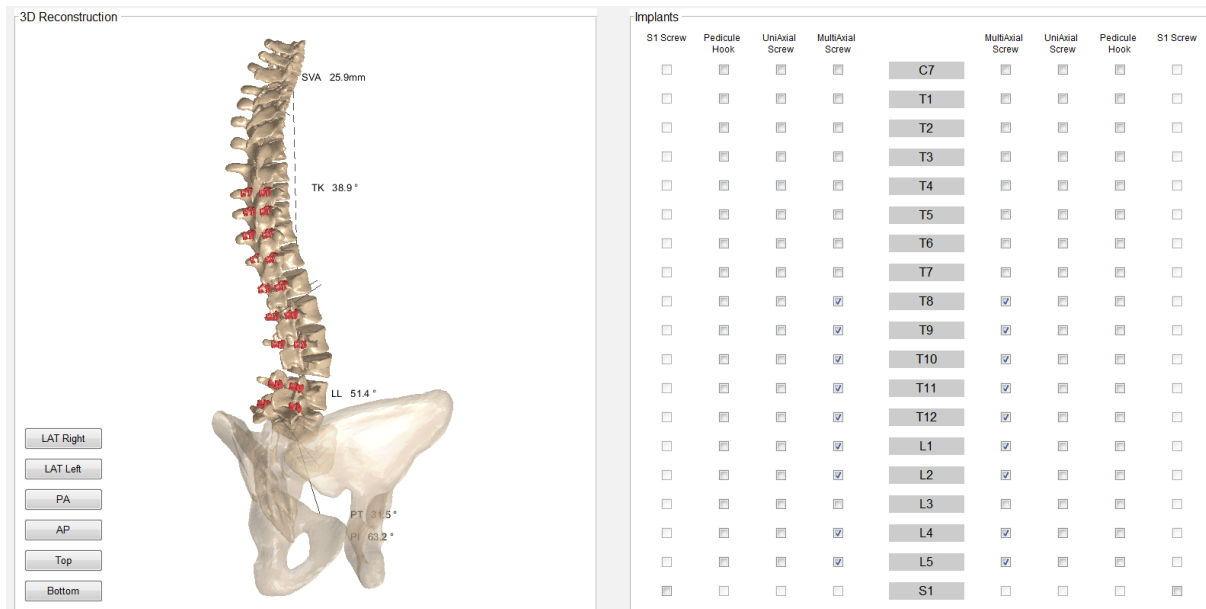 3D Reconstruction
SVA 25.9mm
TK 38.9 °
LL 51.4 °
PT 31.5 °
PI 63.2 °
LAT Right
LAT Left
PA
AP
Top
Bottom
Implants
S1 Screw Pedicule Hook UniAxial Screw MultiAxial Screw MultiAxial Screw UniAxial Screw Pedicule Hook S1 Screw
C7
T1
T2
T3
T4
T5
T6
T7
T8
T9
T10
T11
T12
L1
L2
L3
L4
L5
S1